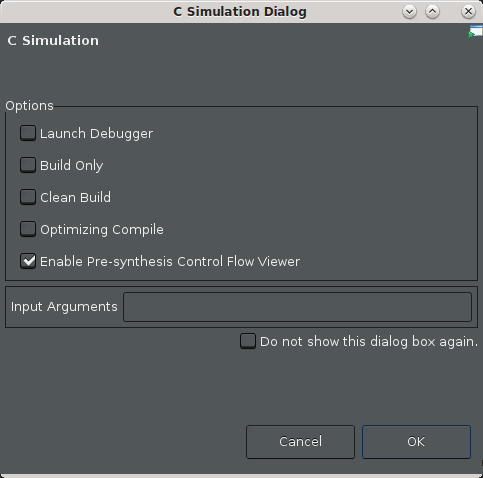 C Simulation Dialog
C Simulation
Options
Launch Debugger
Build Only
Clean Build
Optimizing Compile
Enable Pre-synthesis Control Flow Viewer
Input Arguments
Do not show this dialog box again.
Cancel OK